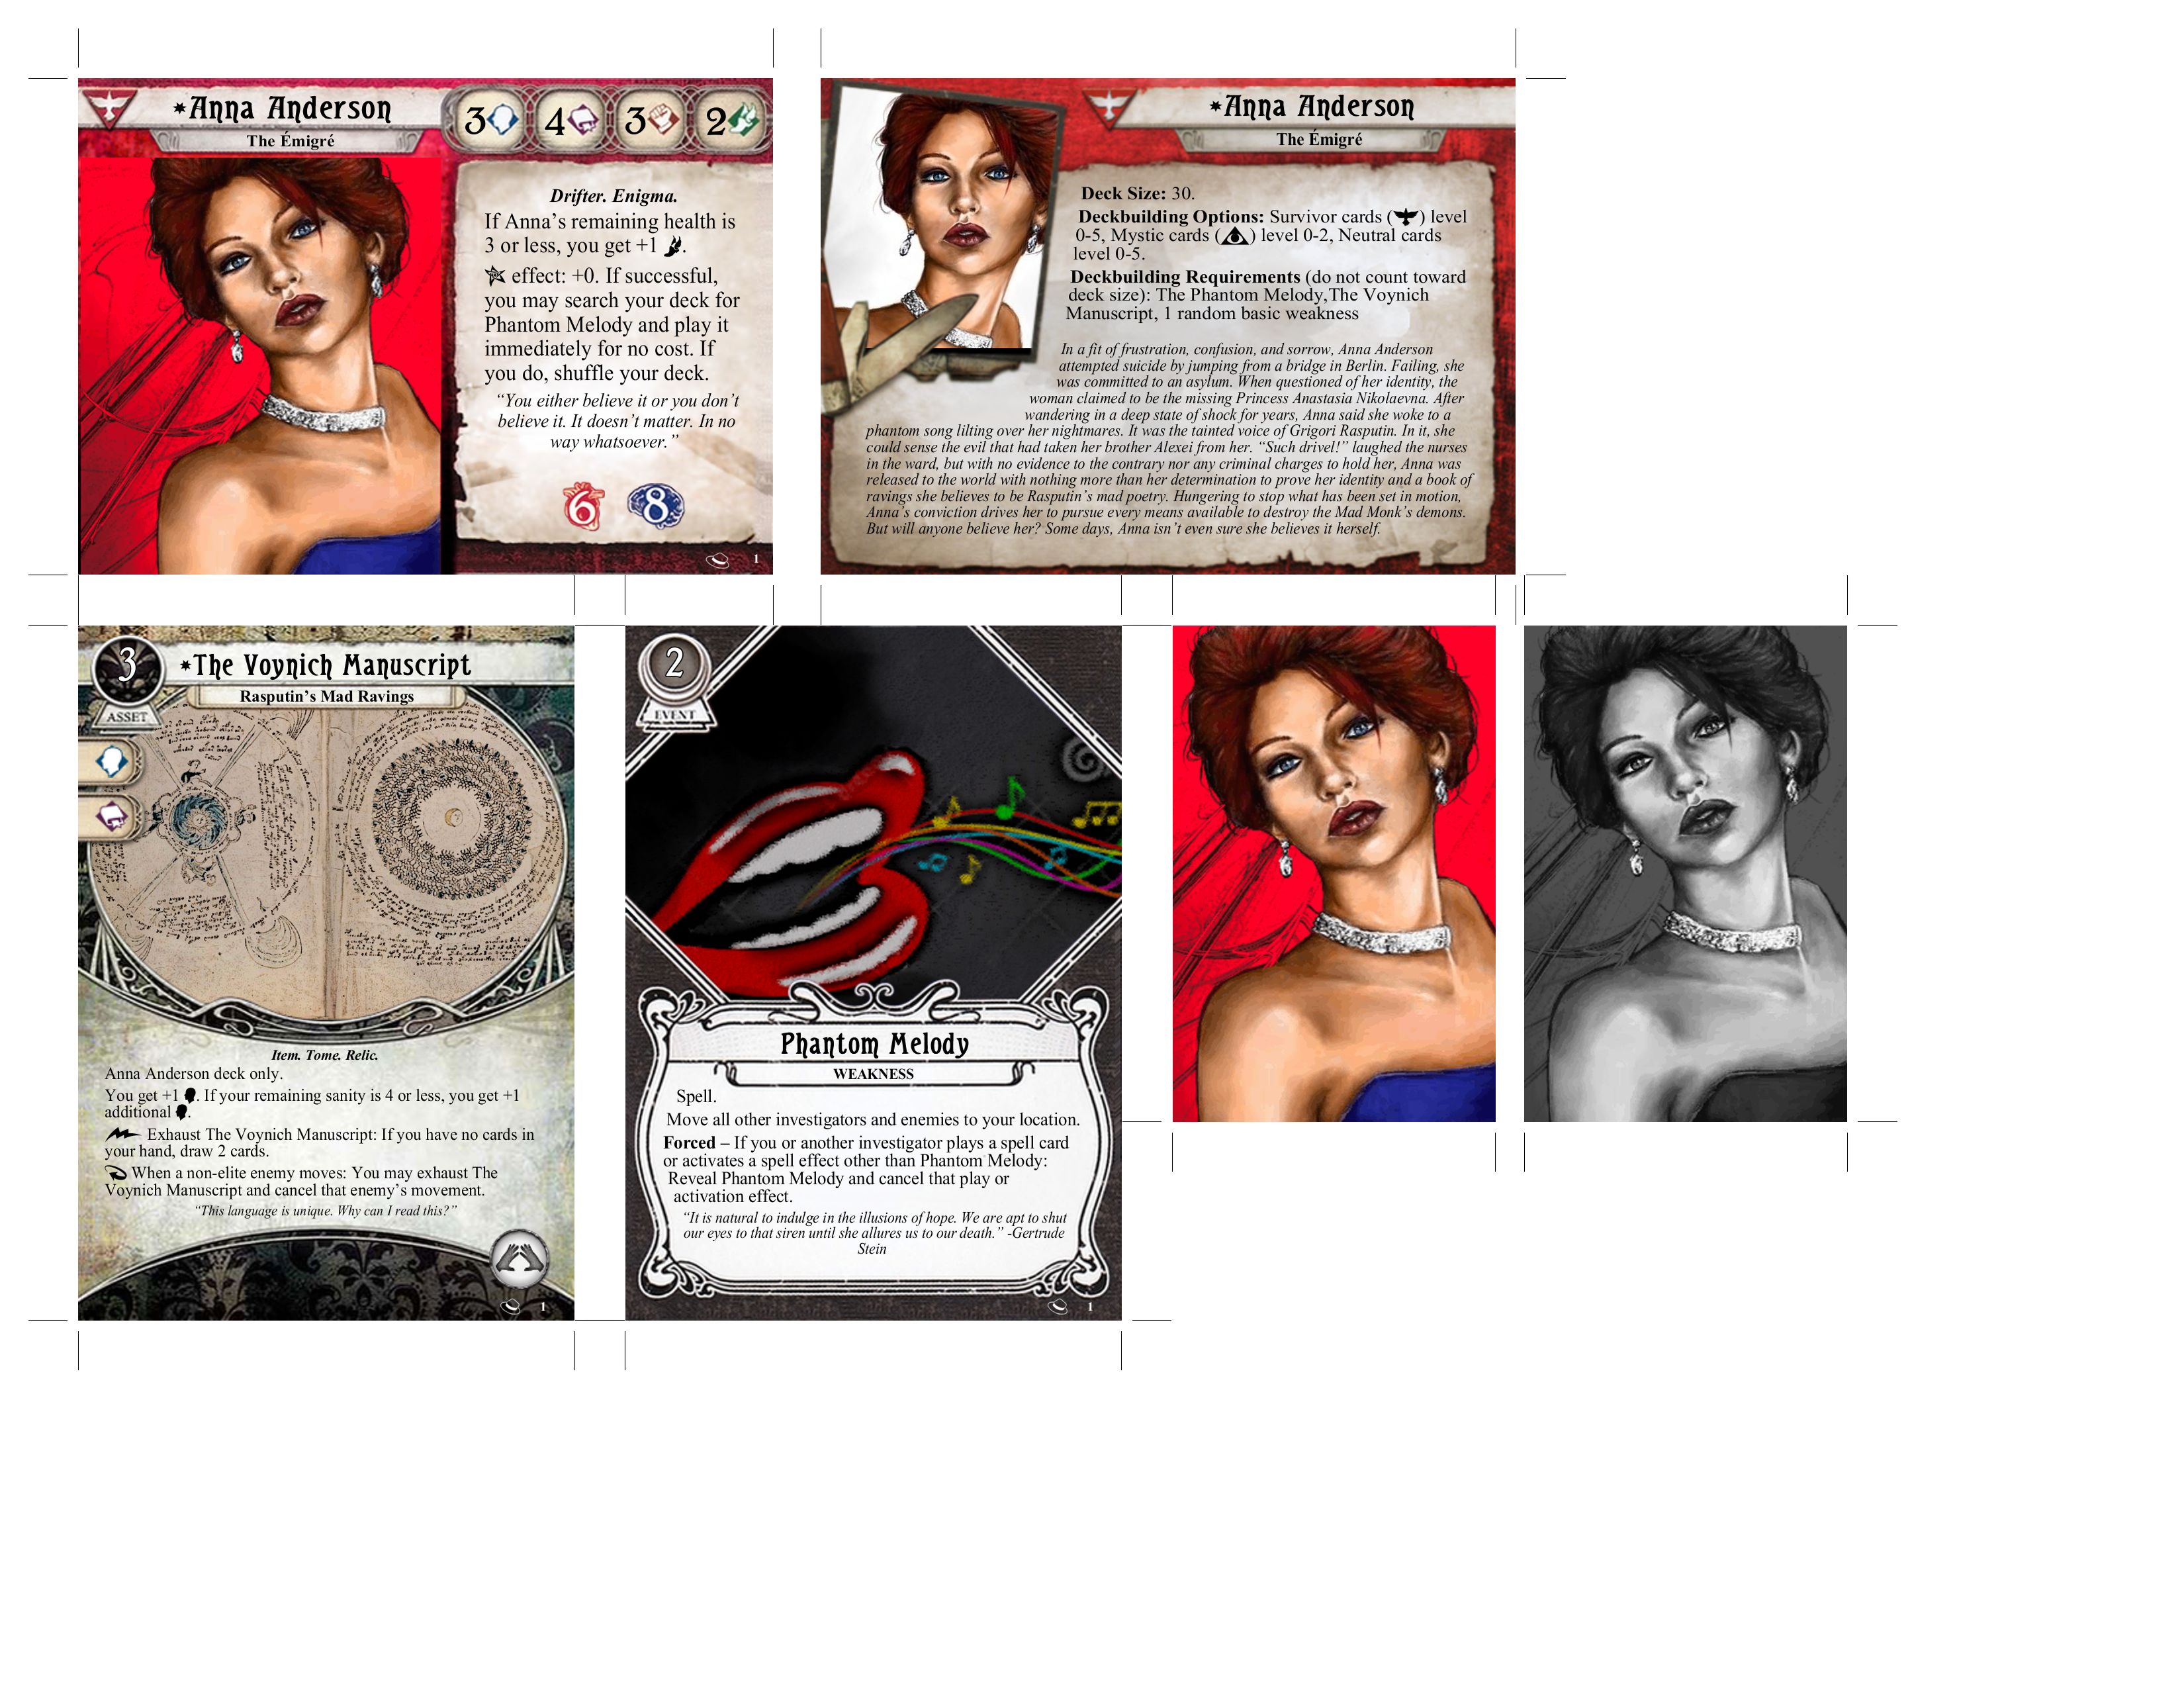 Anna Anderson
The Émigré
3 4 3 2
Drifter. Enigma.
If Anna’s remaining health is
3 or less, you get +1 .
effect: +0. If successful,
you may search your deck for
Phantom Melody and play it
immediately for no cost. If
you do, shuffle your deck.
“You either believe it or you don’t
believe it. It doesn’t matter. In no
way whatsoever.”
6 8
1
Anna Anderson
The Émigré
Deck Size: 30.
Deckbuilding Options: Survivor cards ( ) level
0-5, Mystic cards ( ) level 0-2, Neutral cards
level 0-5.
Deckbuilding Requirements (do not count toward
deck size): The Phantom Melody,The Voynich
Manuscript, 1 random basic weakness
In a fit of frustration, confusion, and sorrow, Anna Anderson
attempted suicide by jumping from a bridge in Berlin. Failing, she
was committed to an asylum. When questioned of her identity, the
woman claimed to be the missing Princess Anastasia Nikolaevna. After
wandering in a deep state of shock for years, Anna said she woke to a
phantom song lilting over her nightmares. It was the tainted voice of Grigori Rasputin. In it, she
could sense the evil that had taken her brother Alexei from her. “Such drivel!” laughed the nurses
in the ward, but with no evidence to the contrary nor any criminal charges to hold her, Anna was
released to the world with nothing more than her determination to prove her identity and a book of
ravings she believes to be Rasputin’s mad poetry. Hungering to stop what has been set in motion,
Anna’s conviction drives her to pursue every means available to destroy the Mad Monk’s demons.
But will anyone believe her? Some days, Anna isn’t even sure she believes it herself.
3
The Voynich Manuscript
Rasputin’s Mad Ravings
ASSET
Item. Tome. Relic.
Anna Anderson deck only.
You get +1 . If your remaining sanity is 4 or less, you get +1
additional .
Exhaust The Voynich Manuscript: If you have no cards in
your hand, draw 2 cards.
When a non-elite enemy moves: You may exhaust The
Voynich Manuscript and cancel that enemy’s movement.
“This language is unique. Why can I read this?”
1
2
EVENT
Phantom Melody
WEAKNESS
Spell.
Move all other investigators and enemies to your location.
Forced – If you or another investigator plays a spell card
or activates a spell effect other than Phantom Melody:
Reveal Phantom Melody and cancel that play or
activation effect.
“It is natural to indulge in the illusions of hope. We are apt to shut
our eyes to that siren until she allures us to our death.” -Gertrude
Stein
1